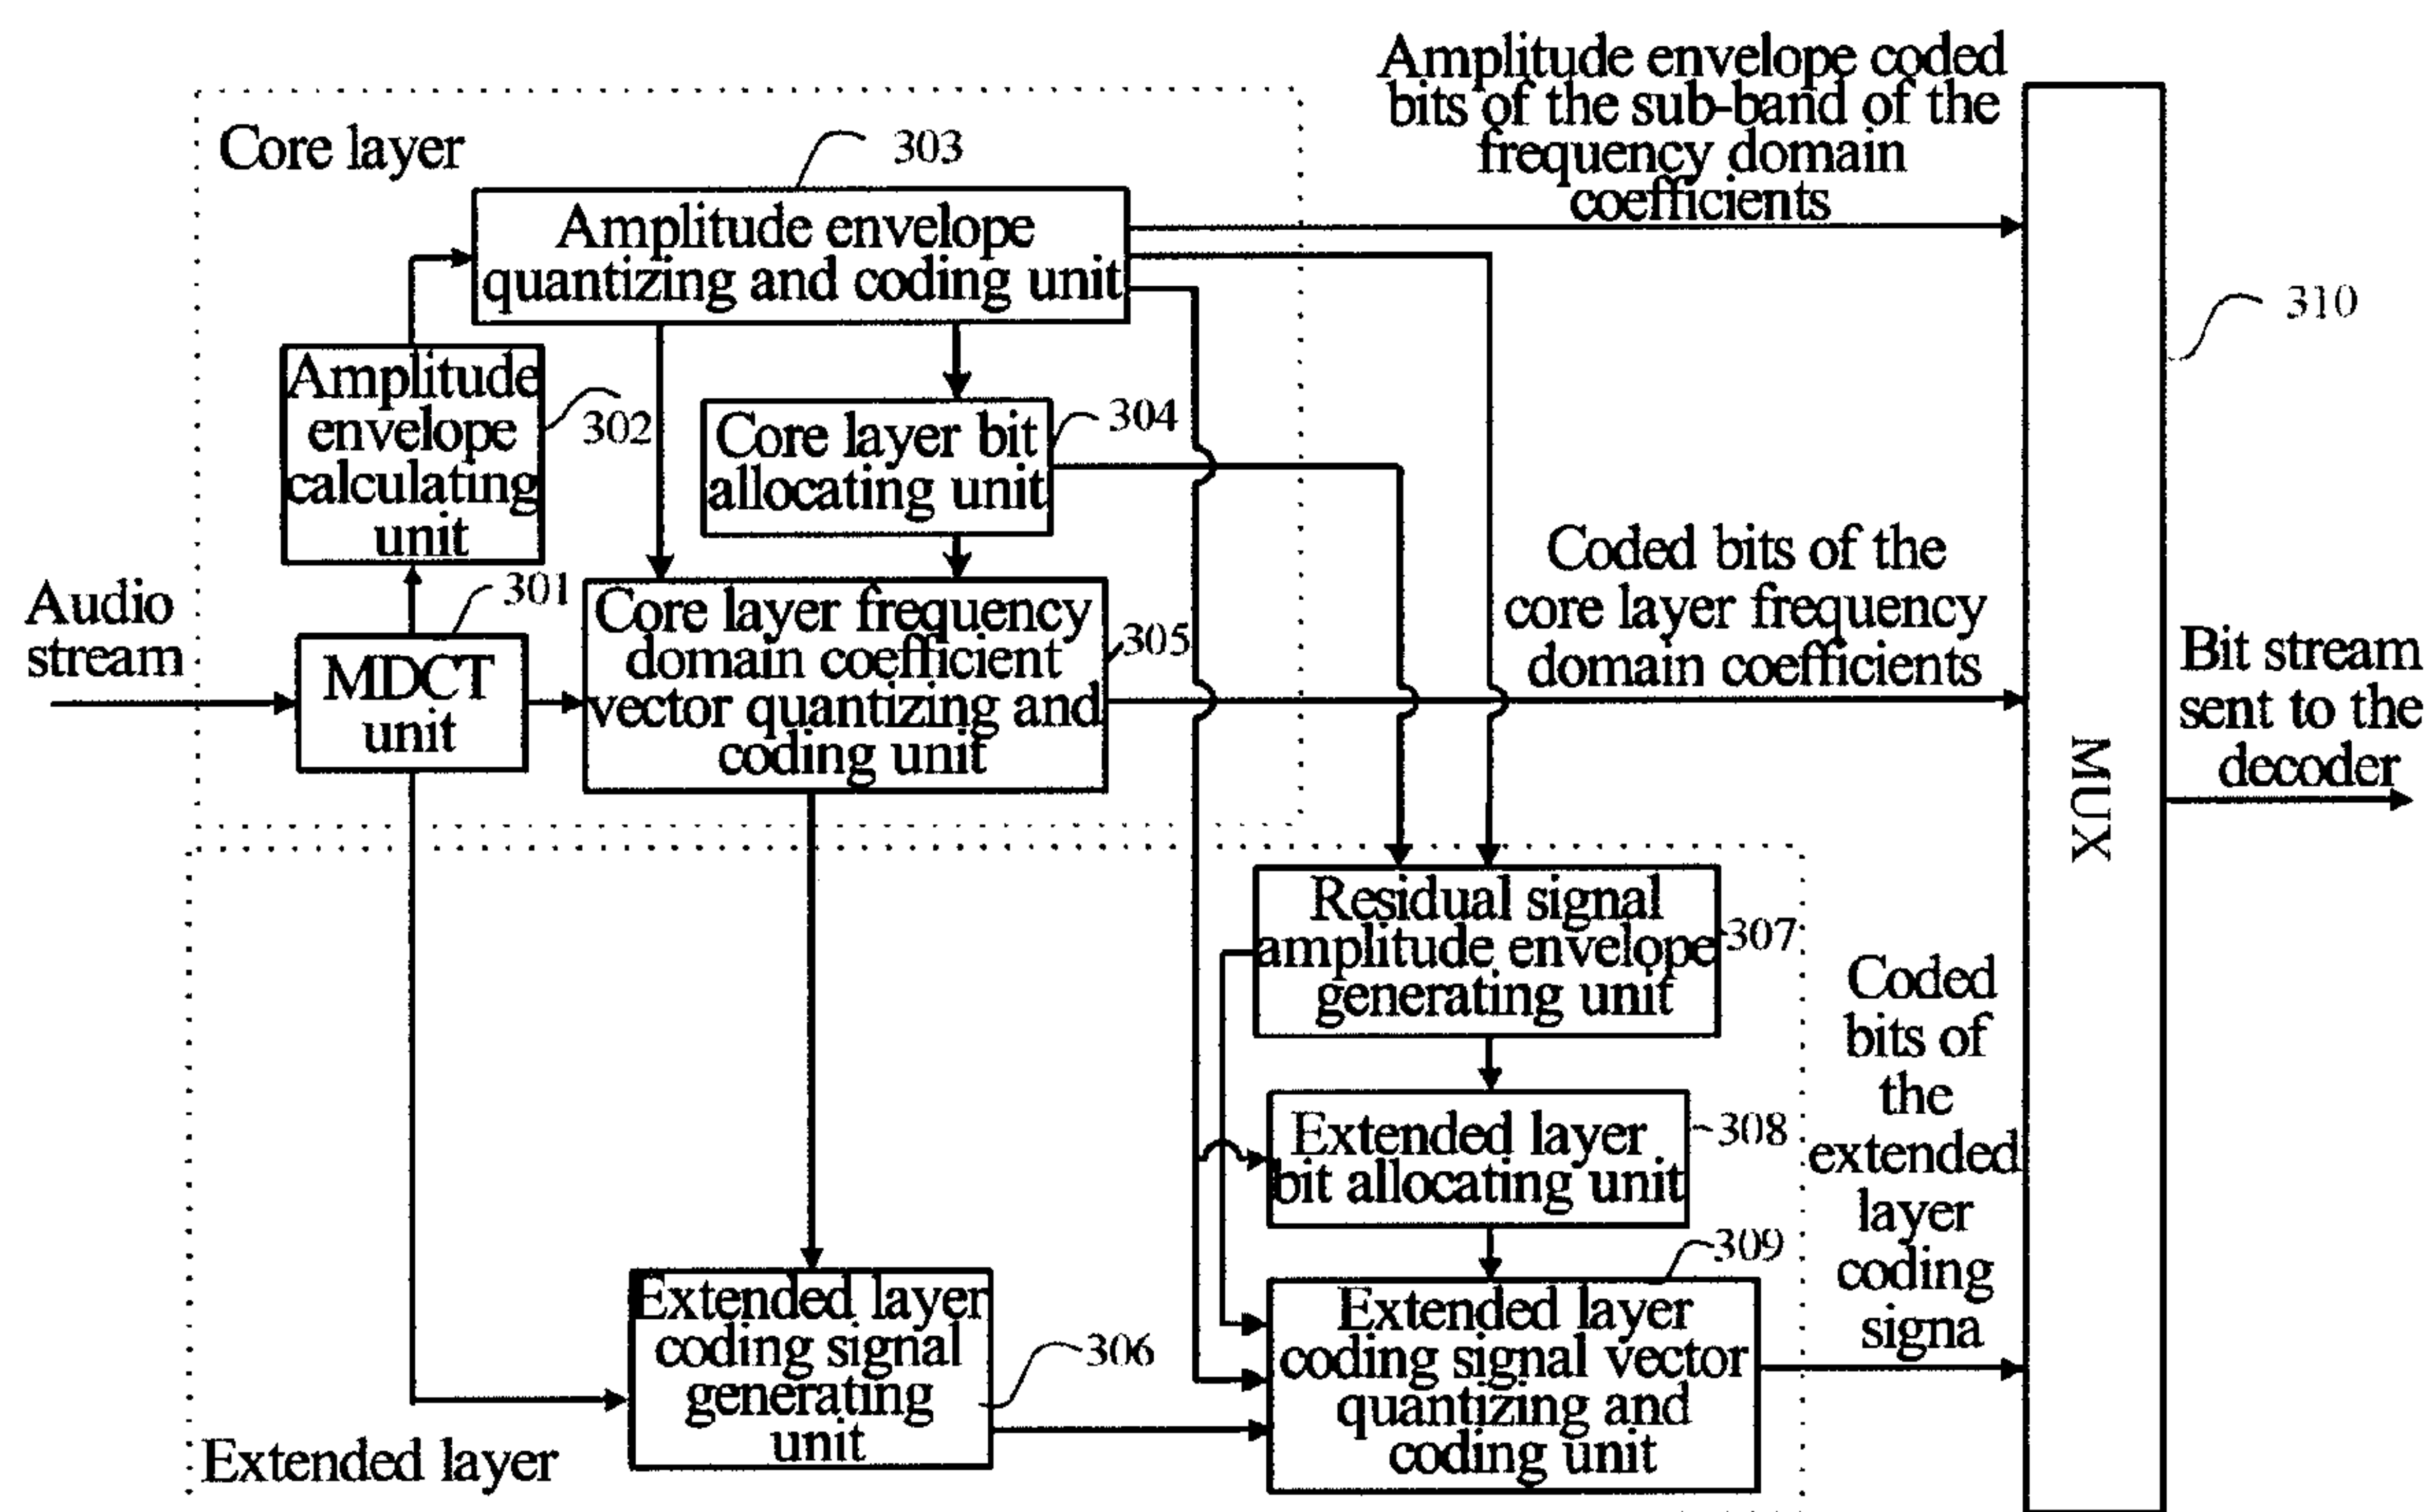 Amplitude envelope coded
bits of the sub-band of the
frequency domain
coefficients
Core layer
303
Amplitude envelope
quantizing and coding unit
310
Amplitude
envelope
calculating
unit
302
Core layer bit
allocating unit
304
Audio
stream
301
MDCT
unit
Core layer frequency
domain coefficient
vector quantizing and
coding unit
305
Coded bits of the
core layer frequency
domain coefficients
Bit stream
sent to the
decoder
MUX
Residual signal
amplitude envelope
generating unit
307
Extended layer
bit allocating unit
308
Coded
bits of
the
extended
layer
coding
signa
309
Extended layer
coding signal
generating
unit
306
Extended layer
coding signal vector
quantizing and
coding unit
Extended layer